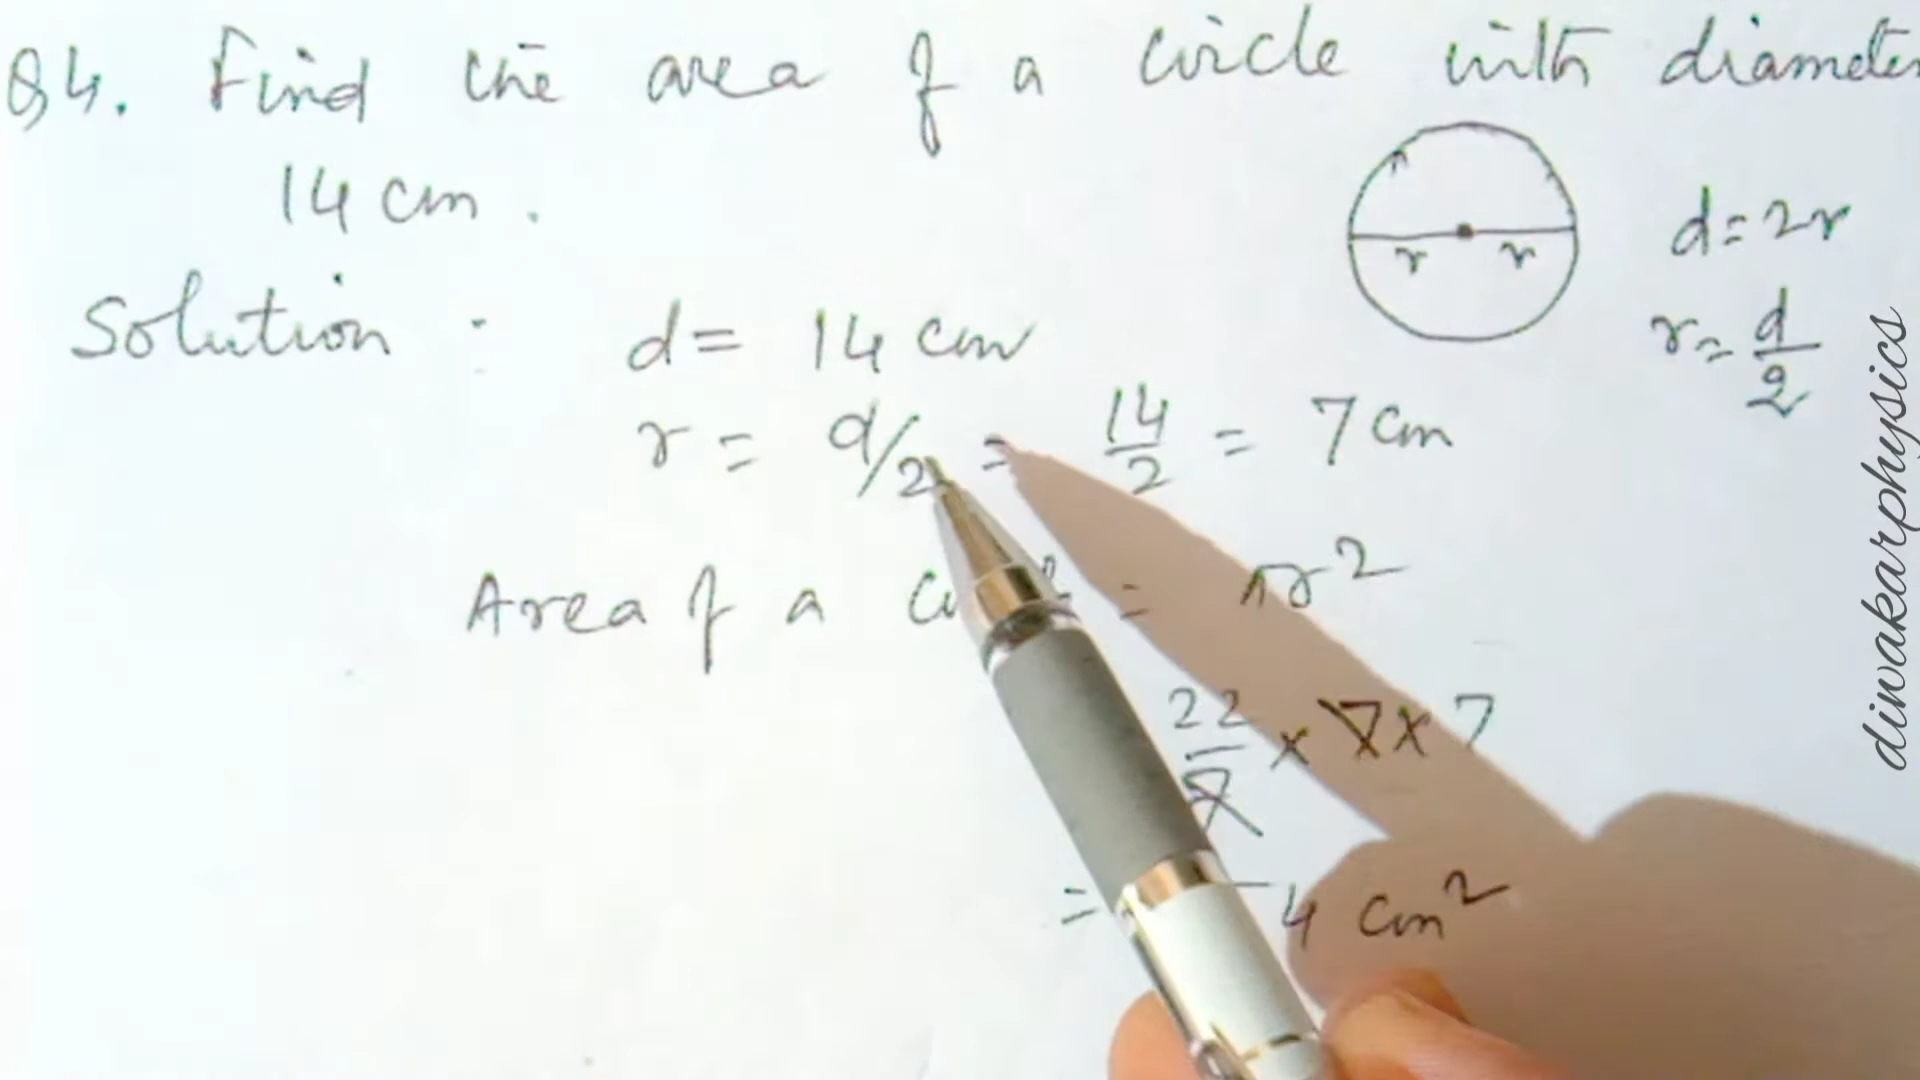 Q4. Find the area of a circle with diameter
14 cm.
r r
d = 2r
r = d/2
Solution : d = 14 cm
r = d/2 = 14/2 = 7 cm
Area of a = πr²
22/7 × 7 × 7
= 4 cm²
diwakarphysics